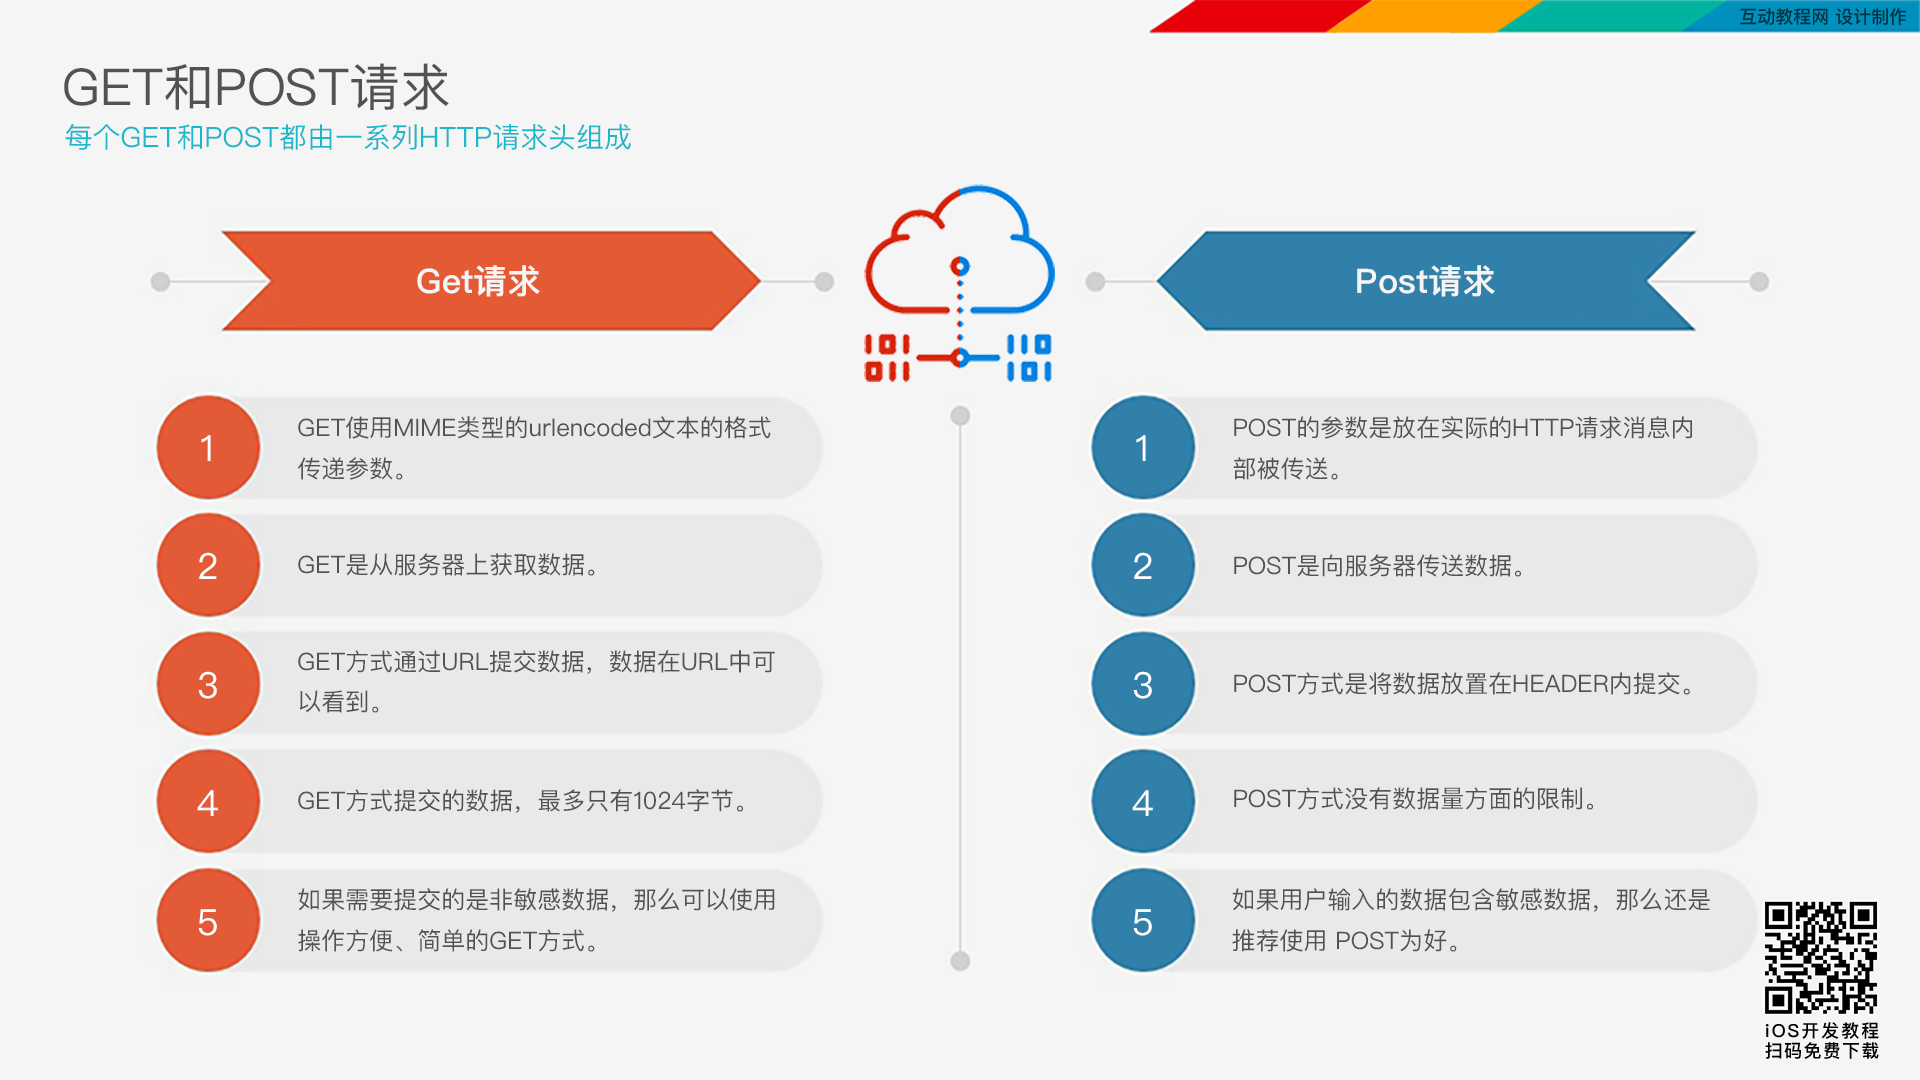 互动教程网 设计制作
GET和POST请求
每个GET和POST都由一系列HTTP请求头组成
Get请求
1
GET使用MIME类型的urlencoded文本的格式
传递参数。
2
GET是从服务器上获取数据。
3
GET方式通过URL提交数据，数据在URL中可
以看到。
4
GET方式提交的数据，最多只有1024字节。
5
如果需要提交的是非敏感数据，那么可以使用
操作方便、简单的GET方式。
101
011
110
101
Post请求
1
POST的参数是放在实际的HTTP请求消息内
部被传送。
2
POST是向服务器传送数据。
3
POST方式是将数据放置在HEADER内提交。
4
POST方式没有数据量方面的限制。
5
如果用户输入的数据包含敏感数据，那么还是
推荐使用 POST为好。
iOS开发教程
扫码免费下载